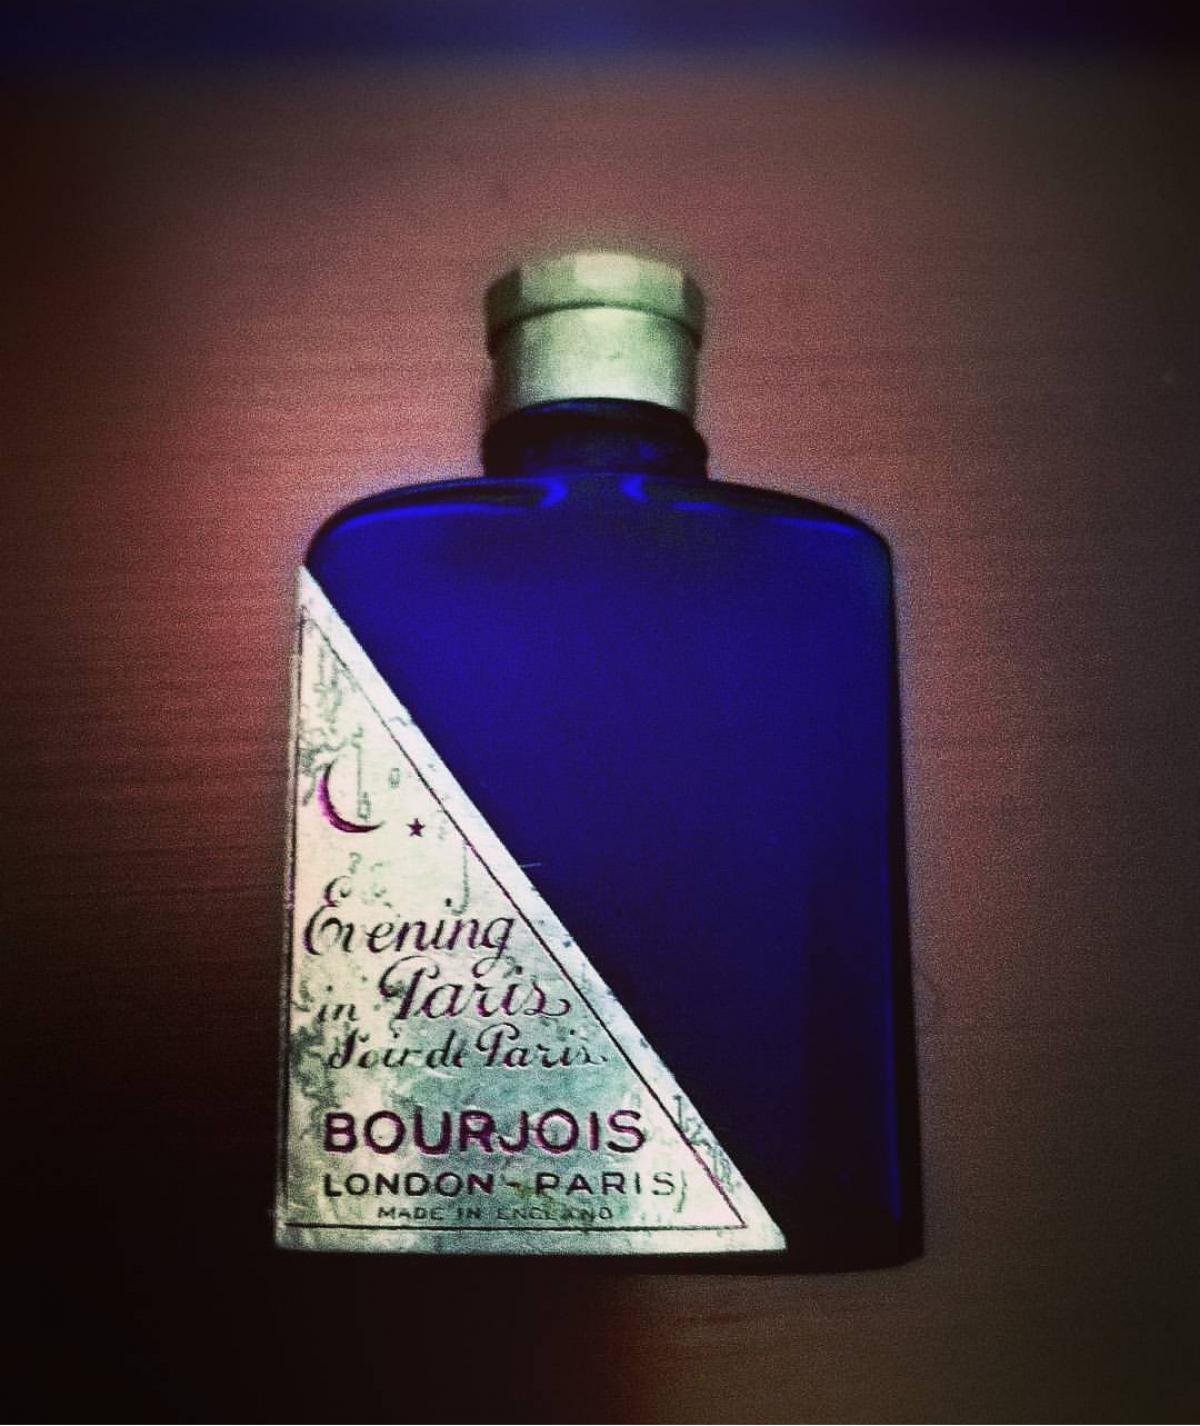 Evening
in Paris
Soir de Paris
BOURJOIS
LONDON - PARIS
MADE IN ENGLAND